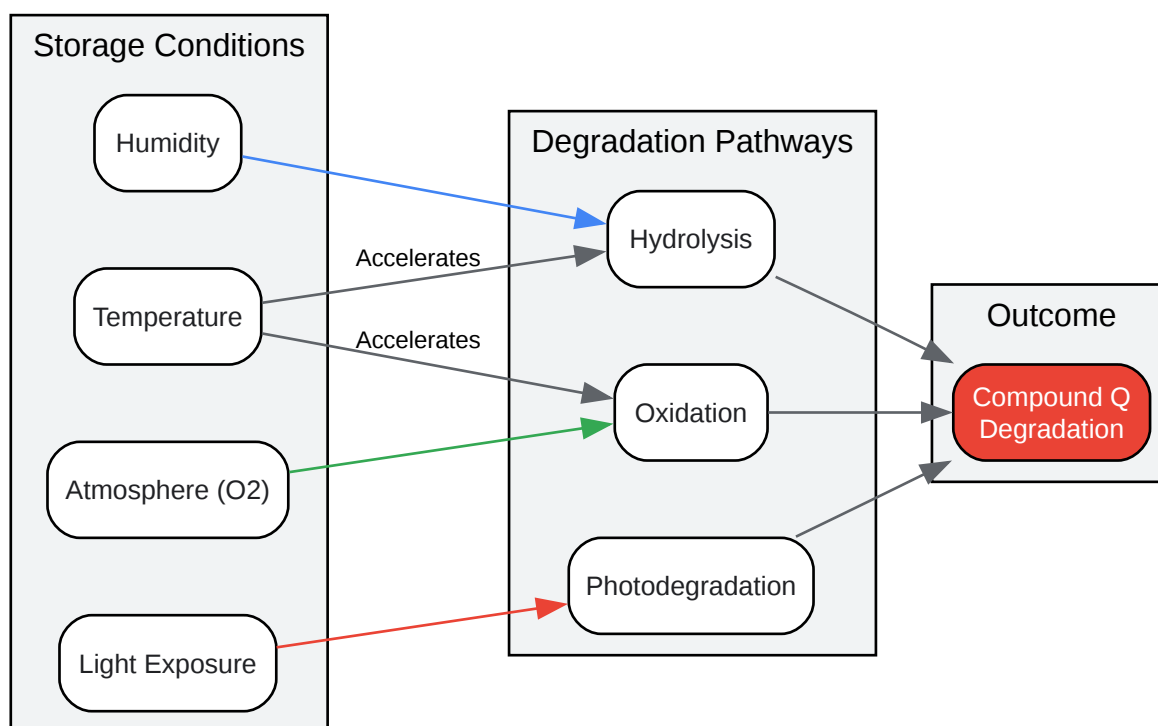 Storage Conditions
Humidity
Temperature
Atmosphere (O2)
Light Exposure
Accelerates
Accelerates
Degradation Pathways
Hydrolysis
Oxidation
Photodegradation
Outcome
Compound Q
Degradation